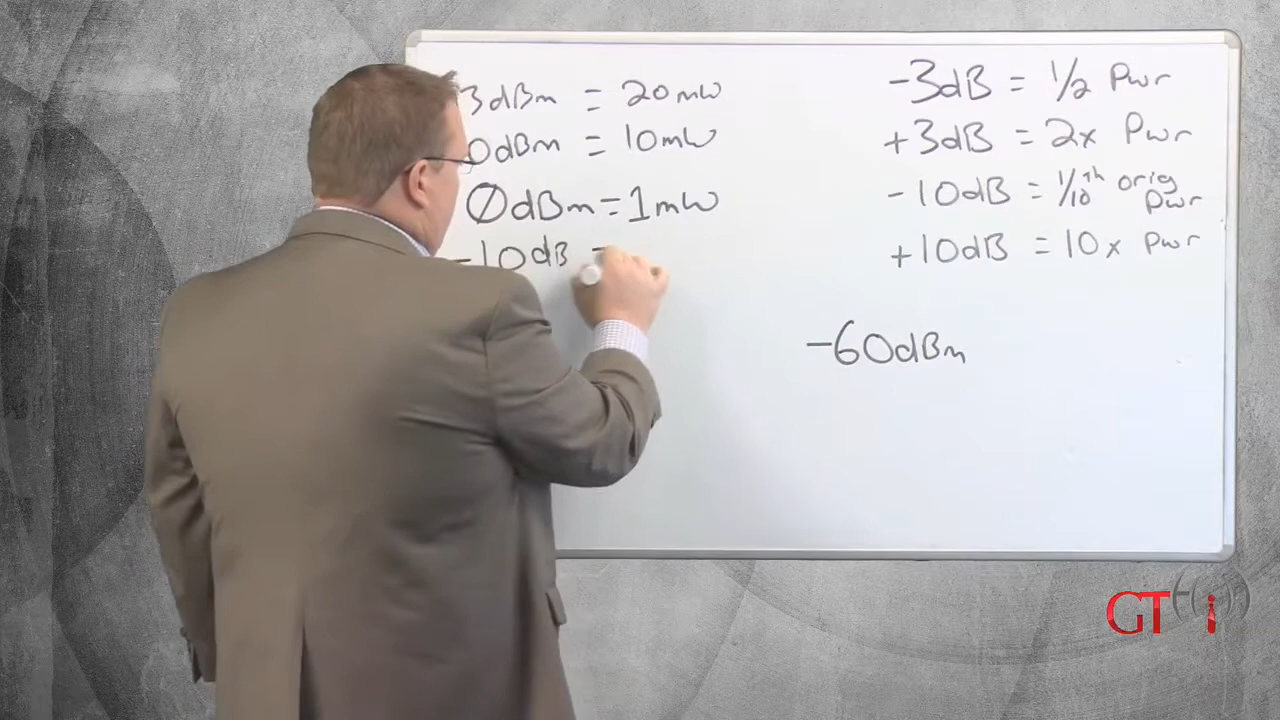 3dBm = 20mW
0dBm = 10mW
0dBm = 1mW
-10dB =
-3dB = 1/2 Pwr
+3dB = 2x Pwr
-10dB = 1/10th orig Pwr
+10dB = 10x Pwr
-60dBm
GT i